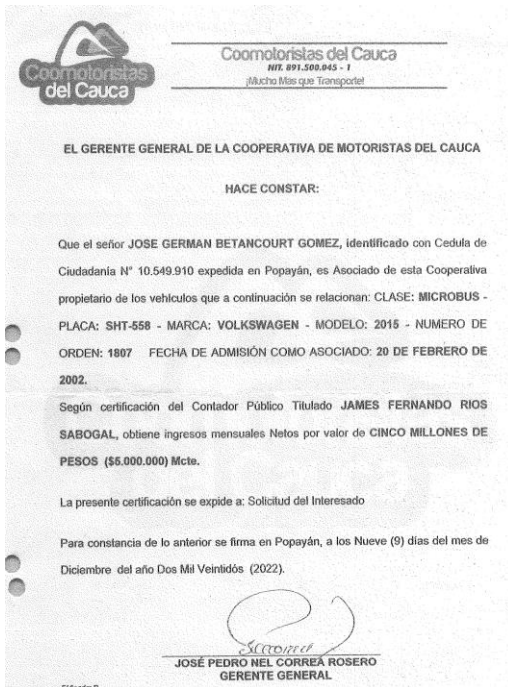 Coomotoristas
del Cauca
Coomotoristas del Cauca
NIT. 891.500.045 - 1
¡Mucho Más que Transporte!
EL GERENTE GENERAL DE LA COOPERATIVA DE MOTORISTAS DEL CAUCA
HACE CONSTAR:
Que el señor JOSE GERMAN BETANCOURT GOMEZ, identificado con Cedula de
Ciudadanía N° 10.549.910 expedida en Popayán, es Asociado de esta Cooperativa
propietario de los vehículos que a continuación se relacionan: CLASE: MICROBUS -
PLACA: SHT-558 - MARCA: VOLKSWAGEN - MODELO: 2015 - NUMERO DE
ORDEN: 1807 FECHA DE ADMISIÓN COMO ASOCIADO: 20 DE FEBRERO DE
2002.
Según certificación del Contador Público Titulado JAMES FERNANDO RIOS
SABOGAL, obtiene ingresos mensuales Netos por valor de CINCO MILLONES DE
PESOS ($5.000.000) Mcte.
La presente certificación se expide a: Solicitud del Interesado
Para constancia de lo anterior se firma en Popayán, a los Nueve (9) días del mes de
Diciembre del año Dos Mil Veintidós (2022).
JOSÉ PEDRO NEL CORREA ROSERO
GERENTE GENERAL